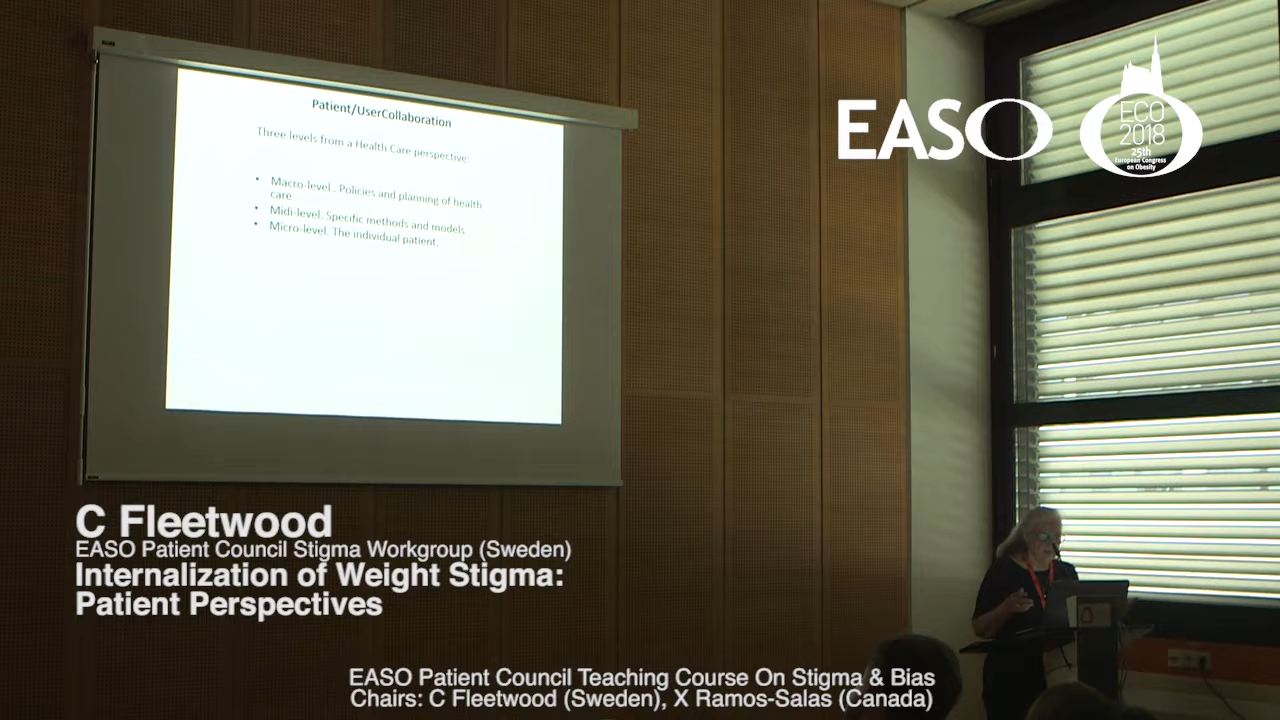 Patient/UserCollaboration
Three levels from a Health Care perspective:
• Macro-level . Policies and planning of health
care
• Midi-level. Specific methods and models
• Micro-level. The individual patient.
EASO
ECO
2018
25th
European Congress
on Obesity
C Fleetwood
EASO Patient Council Stigma Workgroup (Sweden)
Internalization of Weight Stigma:
Patient Perspectives
EASO Patient Council Teaching Course On Stigma & Bias
Chairs: C Fleetwood (Sweden), X Ramos-Salas (Canada)